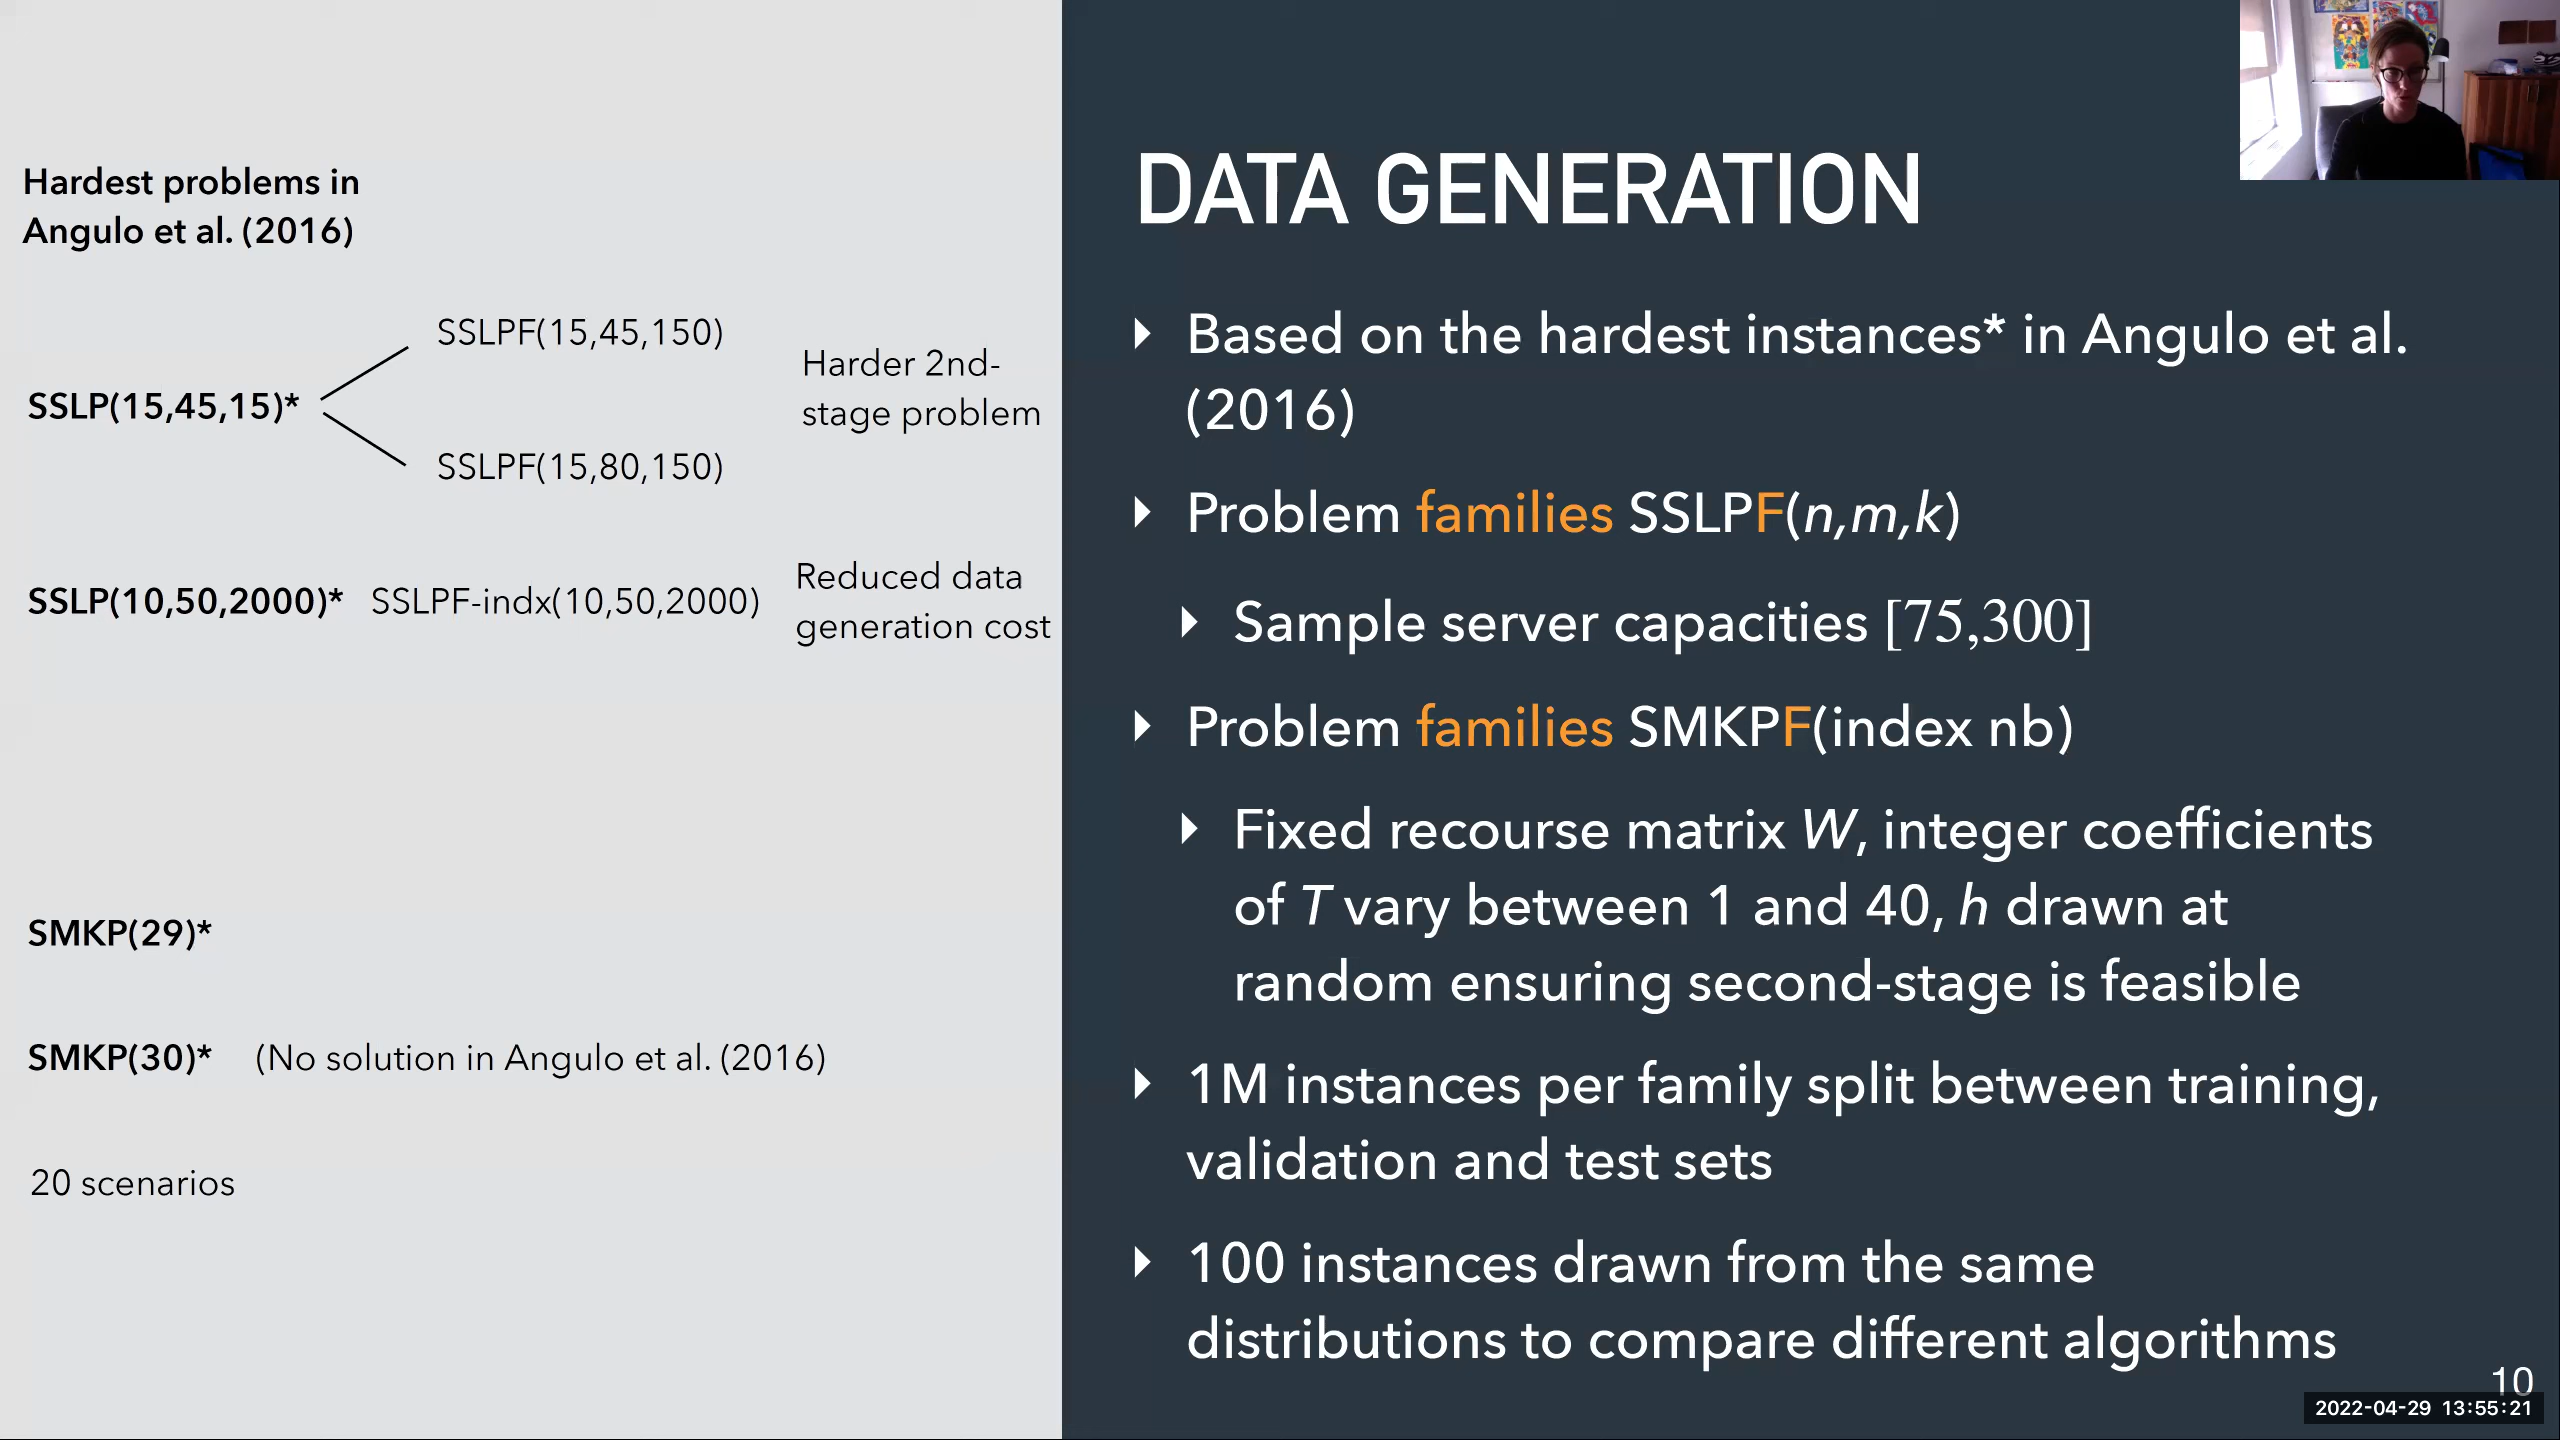 Hardest problems in
Angulo et al. (2016)
SSLPF(15,45,150)
Harder 2nd-
stage problem
SSLP(15,45,15)*
SSLPF(15,80,150)
SSLP(10,50,2000)* SSLPF-indx(10,50,2000)
Reduced data
generation cost
SMKP(29)*
SMKP(30)* (No solution in Angulo et al. (2016)
20 scenarios
DATA GENERATION
Based on the hardest instances* in Angulo et al.
(2016)
Problem families SSLPF(n,m,k)
Sample server capacities [75,300]
Problem families SMKPF(index nb)
Fixed recourse matrix W, integer coefficients
of T vary between 1 and 40, h drawn at
random ensuring second-stage is feasible
1M instances per family split between training,
validation and test sets
100 instances drawn from the same
distributions to compare different algorithms
10
2022-04-29 13:55:21